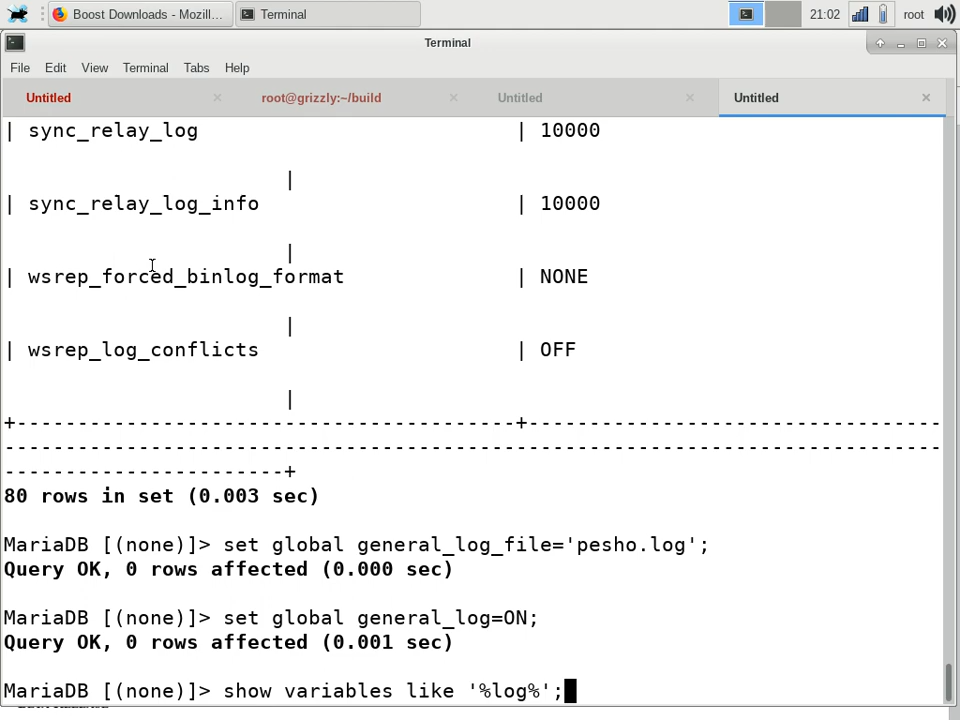 Boost Downloads - Mozill...
Terminal
21:02
root
Terminal
File Edit View Terminal Tabs Help
Untitled
root@grizzly:~/build
Untitled
Untitled
| sync_relay_log | 10000
|
| sync_relay_log_info | 10000
|
| wsrep_forced_binlog_format | NONE
|
| wsrep_log_conflicts | OFF
|
+-----------------------------------------+----------------------------------
-----------------------------------------------------------------------------
-----------------------+
80 rows in set (0.003 sec)
MariaDB [(none)]> set global general_log_file='pesho.log';
Query OK, 0 rows affected (0.000 sec)
MariaDB [(none)]> set global general_log=ON;
Query OK, 0 rows affected (0.001 sec)
MariaDB [(none)]> show variables like '%log%';